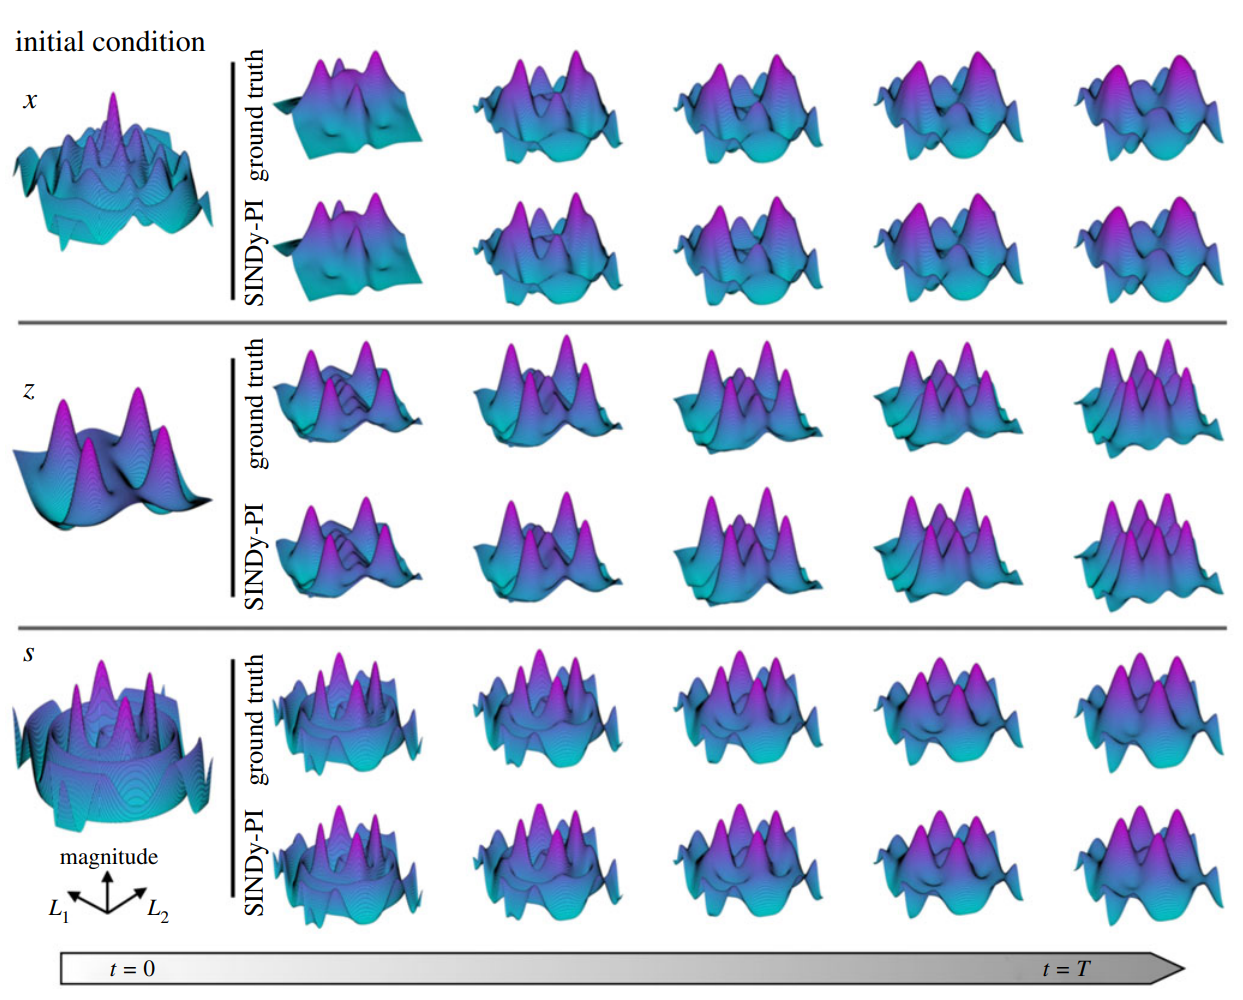 initial condition
x
ground truth
SINDy-PI
z
ground truth
SINDy-PI
s
ground truth
SINDy-PI
magnitude
L1 L2
t = 0 t = T